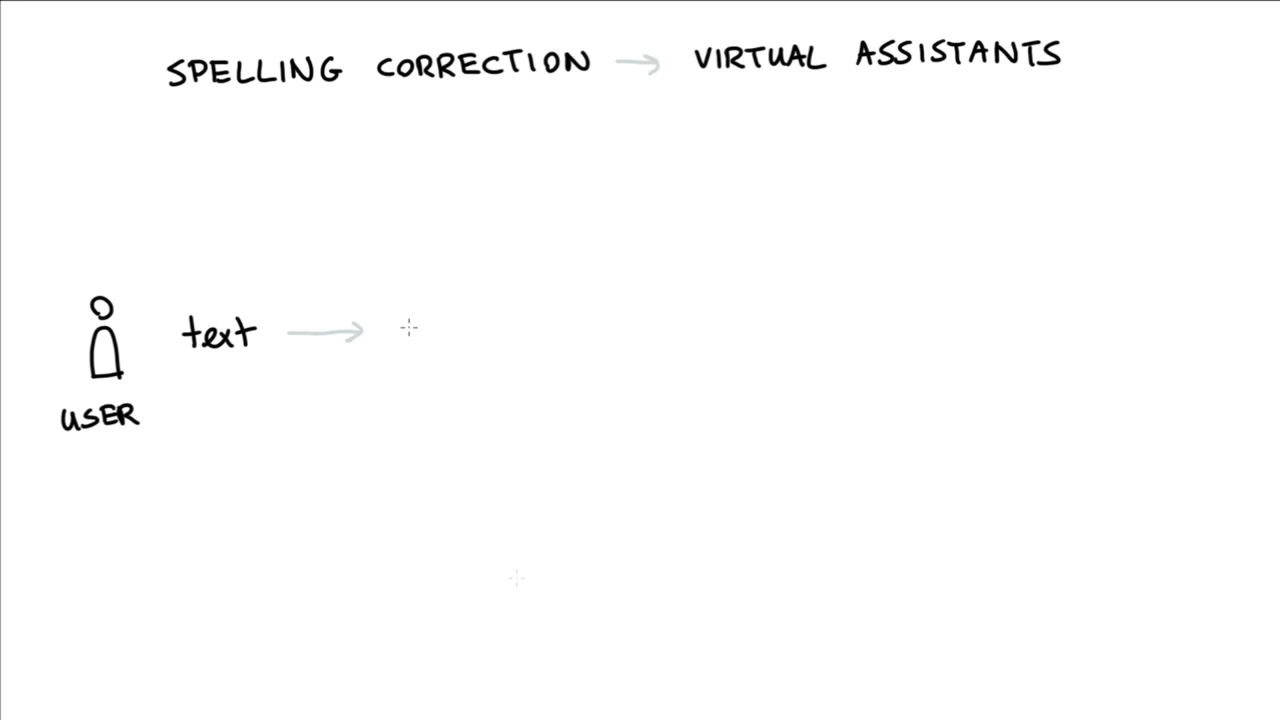 SPELLING CORRECTION → VIRTUAL ASSISTANTS
text →
USER